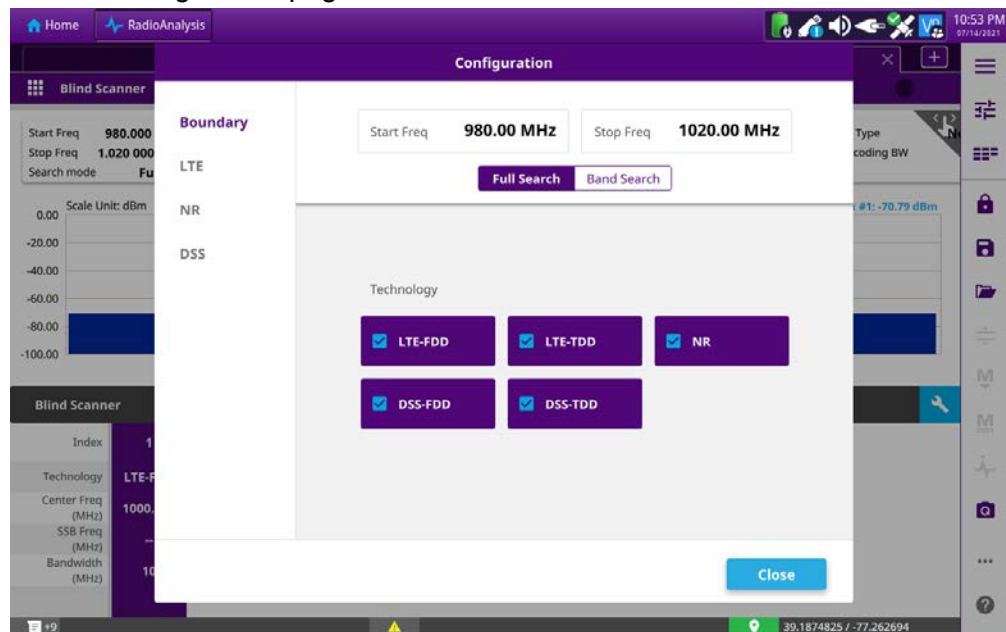 Home
RadioAnalysis
10:53 PM
07/14/2021
Configuration
Blind Scanner
Start Freq 980.000
Stop Freq 1.020 000
Search mode Fu
Type No
coding BW
Boundary
LTE
NR
DSS
Start Freq 980.00 MHz
Stop Freq 1020.00 MHz
Full Search Band Search
Scale Unit: dBm
#1: -70.79 dBm
0.00
-20.00
-40.00
-60.00
-80.00
-100.00
Technology
LTE-FDD
LTE-TDD
NR
DSS-FDD
DSS-TDD
Blind Scanner
Index 1
Technology LTE-F
Center Freq (MHz) 1000.
SSB Freq (MHz) --
Bandwidth (MHz) 10
Close
+9
39.1874825 / -77.262694